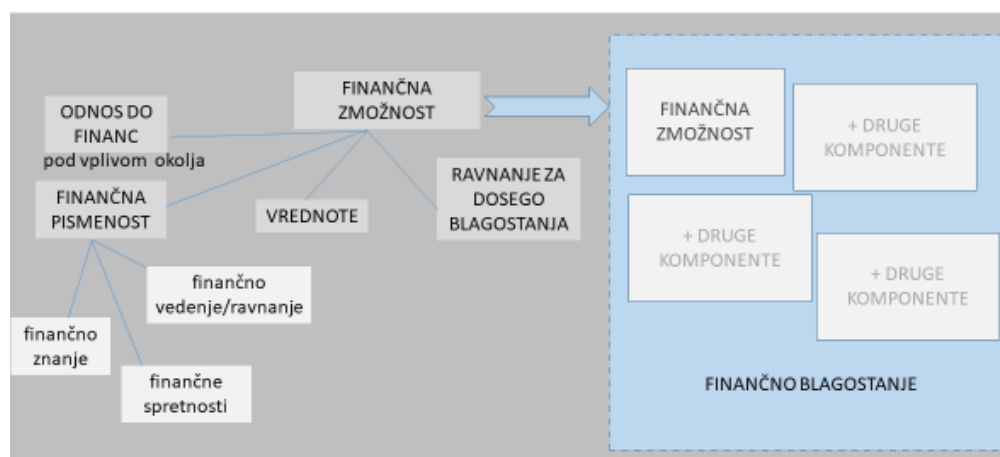 FINANČNA
ZMOŽNOST
ODNOS DO
FINANC
pod vplivom okolja
FINANČNA
PISMENOST
VREDNOTE
RAVNANJE ZA
DOSEGO
BLAGOSTANJA
finančno
vedenje/ravnanje
finančno
znanje
finančne
spretnosti
FINANČNA
ZMOŽNOST
+ DRUGE
KOMPONENTE
+ DRUGE
KOMPONENTE
+ DRUGE
KOMPONENTE
FINANČNO BLAGOSTANJE